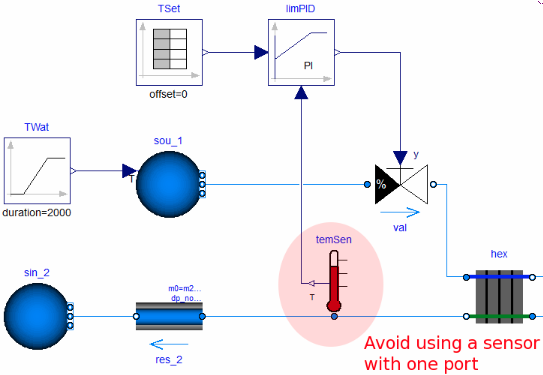 TSet
limPID
PI
offset=0
TWat
sou_1
T
y
%
duration=2000
val
temSen
hex
sin_2
m0=m2...
dp_no...
T
res_2
Avoid using a sensor
with one port